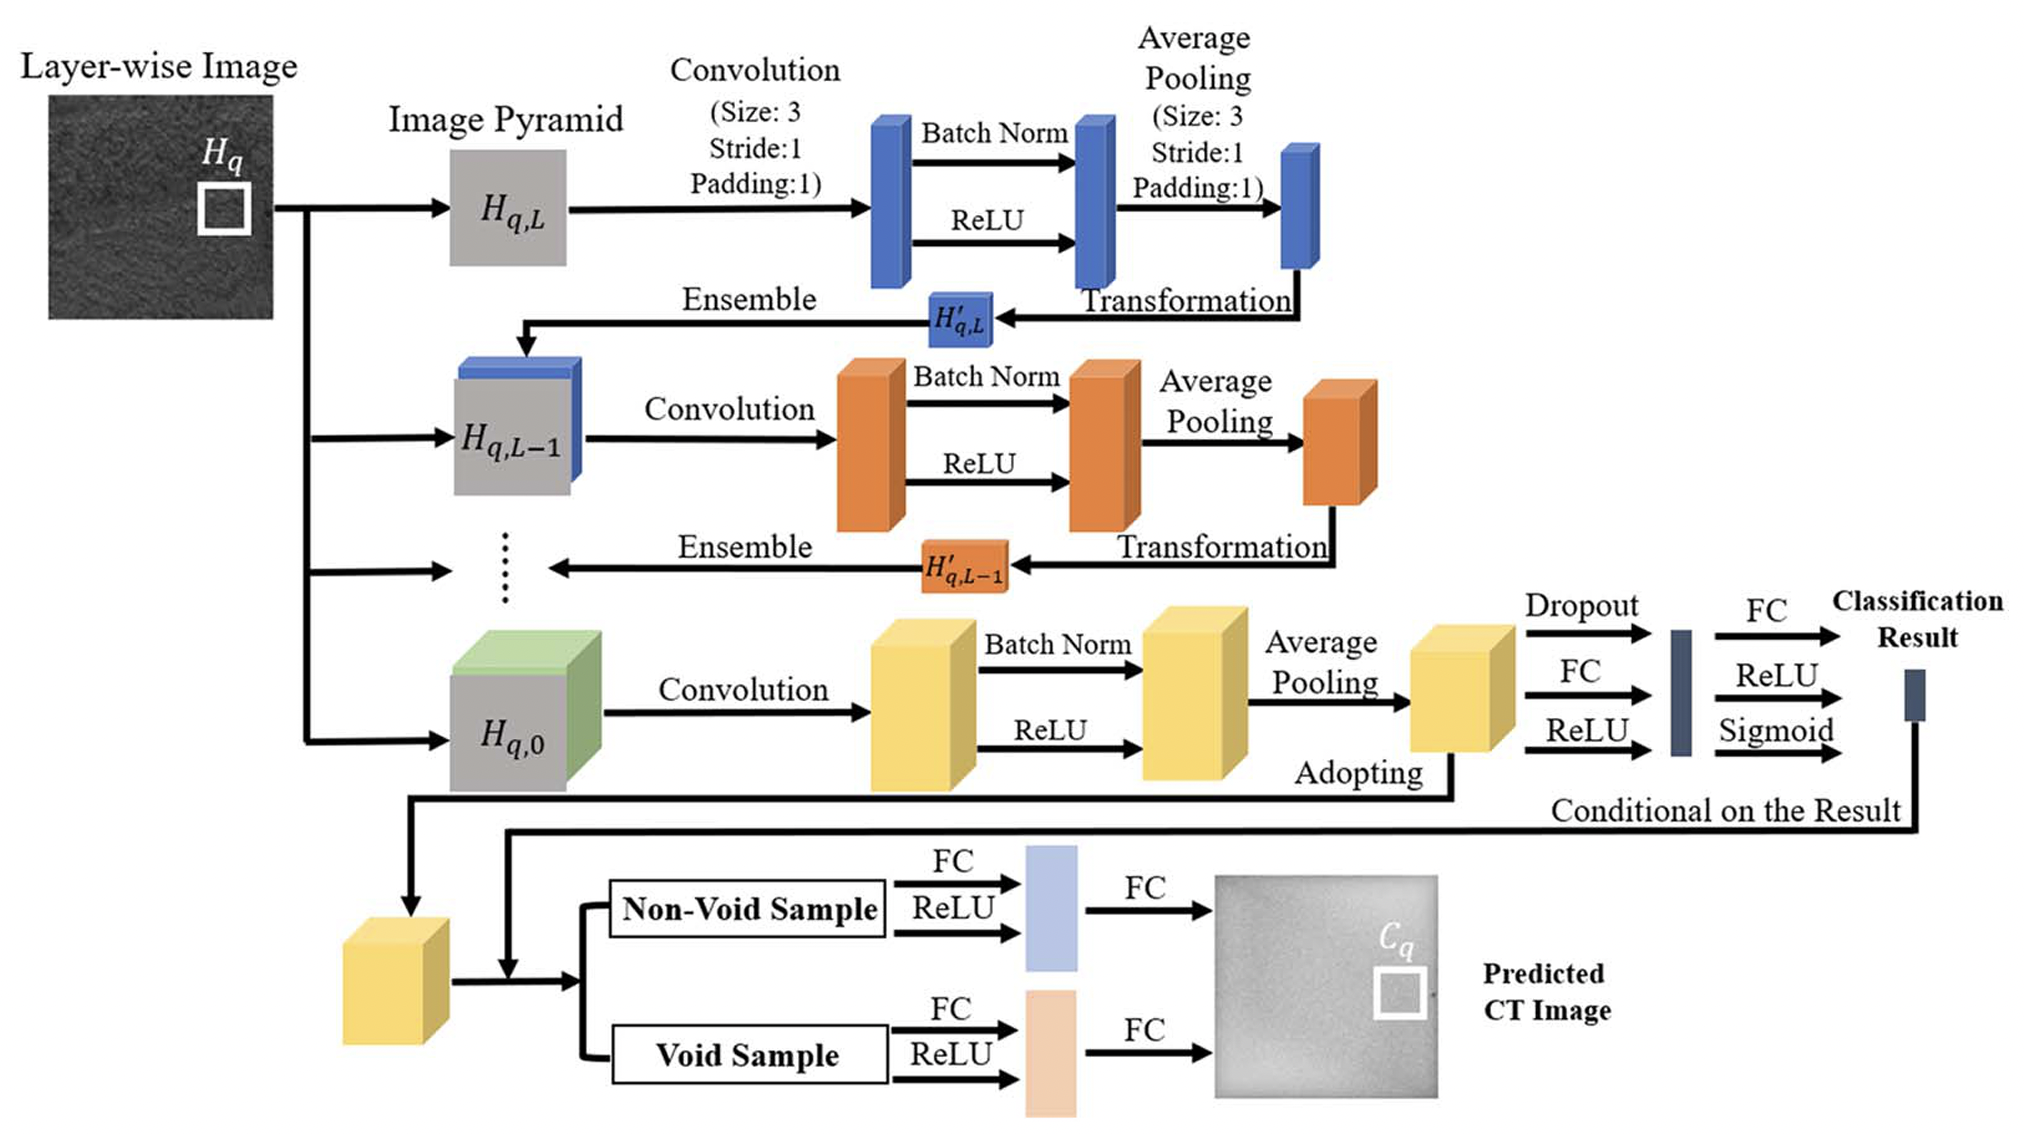 Layer-wise Image
H_q
Image Pyramid
H_{q,L}
Convolution
(Size: 3
Stride:1
Padding:1)
Batch Norm
ReLU
Average
Pooling
(Size: 3
Stride:1
Padding:1)
Ensemble
H'_{q,L}
Transformation
H_{q,L-1}
Convolution
Batch Norm
ReLU
Average
Pooling
Ensemble
H'_{q,L-1}
Transformation
H_{q,0}
Convolution
Batch Norm
ReLU
Average
Pooling
Dropout
FC
ReLU
FC
ReLU
Sigmoid
Classification
Result
Adopting
Conditional on the Result
Non-Void Sample
FC
ReLU
FC
Void Sample
FC
ReLU
FC
C_q
Predicted
CT Image